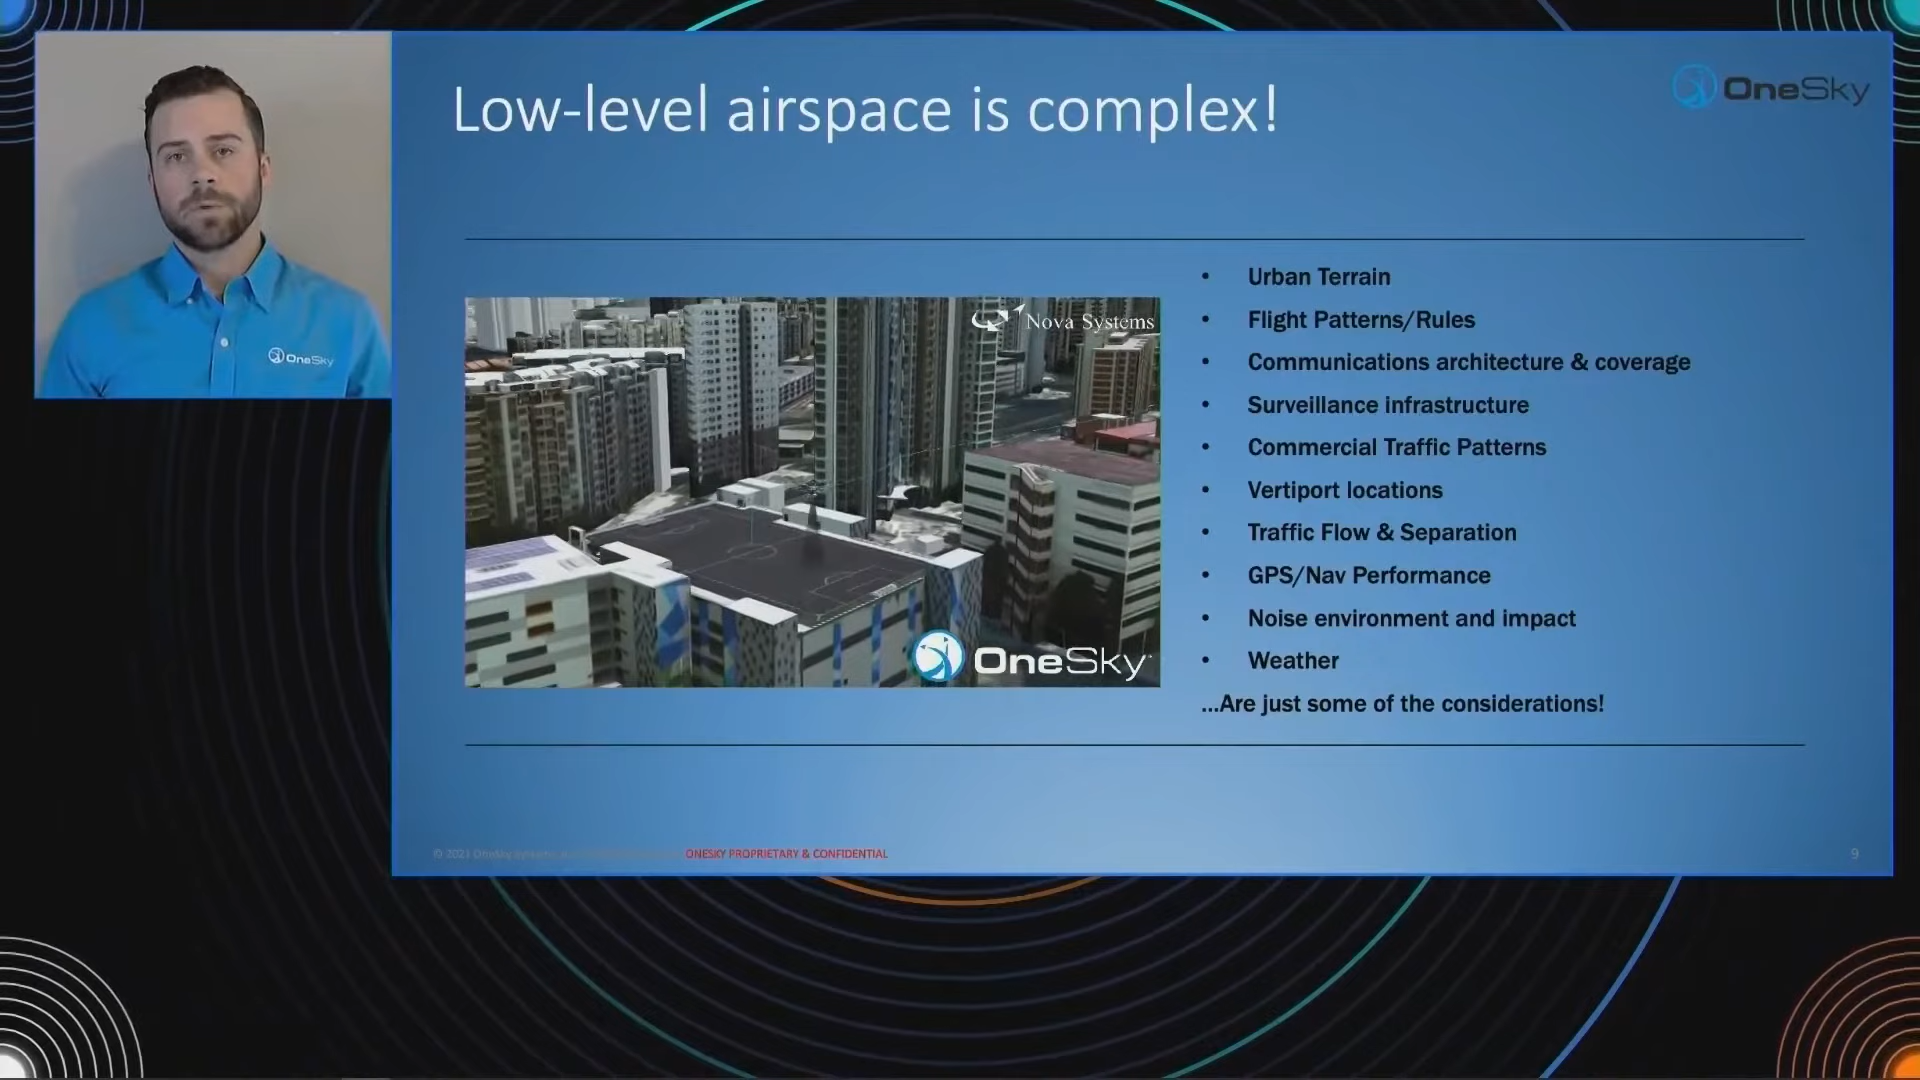 Low-level airspace is complex!
OneSky
OneSky
Nova Systems
OneSky
• Urban Terrain
• Flight Patterns/Rules
• Communications architecture & coverage
• Surveillance infrastructure
• Commercial Traffic Patterns
• Vertiport locations
• Traffic Flow & Separation
• GPS/Nav Performance
• Noise environment and impact
• Weather
...Are just some of the considerations!
© 2021 OneSky
ONESKY PROPRIETARY & CONFIDENTIAL
9